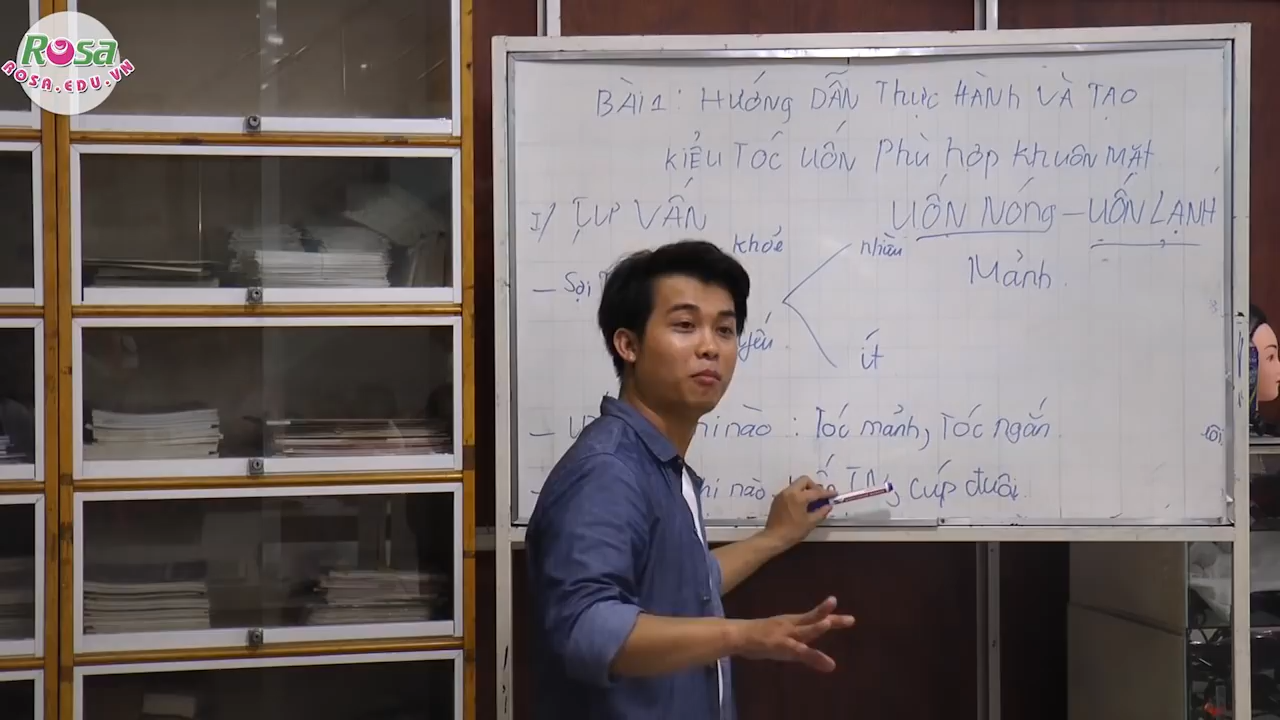 Rosa
ROSA.EDU.VN
BÀI 1: HƯỚNG DẪN THỰC HÀNH VÀ TẠO
KIỂU TÓC UỐN PHÙ HỢP KHUÔN MẶT
I/ TƯ VẤN
UỐN NÓNG – UỐN LẠNH
khỏe
nhiều
Mảnh.
– Sợi
yếu.
ít
– nào : Tóc mảnh, Tóc ngắn
nào cúp đuôi.